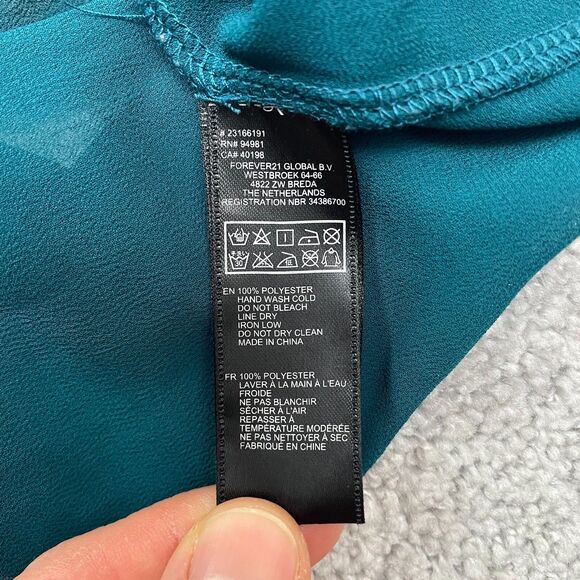 # 23166191
RN# 94981
CA# 40198
FOREVER21 GLOBAL B.V.
WESTBROEK 64-66
4822 ZW BREDA
THE NETHERLANDS
REGISTRATION NBR 34386700
30
EN 100% POLYESTER
HAND WASH COLD
DO NOT BLEACH
LINE DRY
IRON LOW
DO NOT DRY CLEAN
MADE IN CHINA
FR 100% POLYESTER
LAVER À LA MAIN À L'EAU
FROIDE
NE PAS BLANCHIR
SÉCHER À L'AIR
REPASSER À
TEMPÉRATURE MODÉRÉE
NE PAS NETTOYER À SEC
FABRIQUÉ EN CHINE